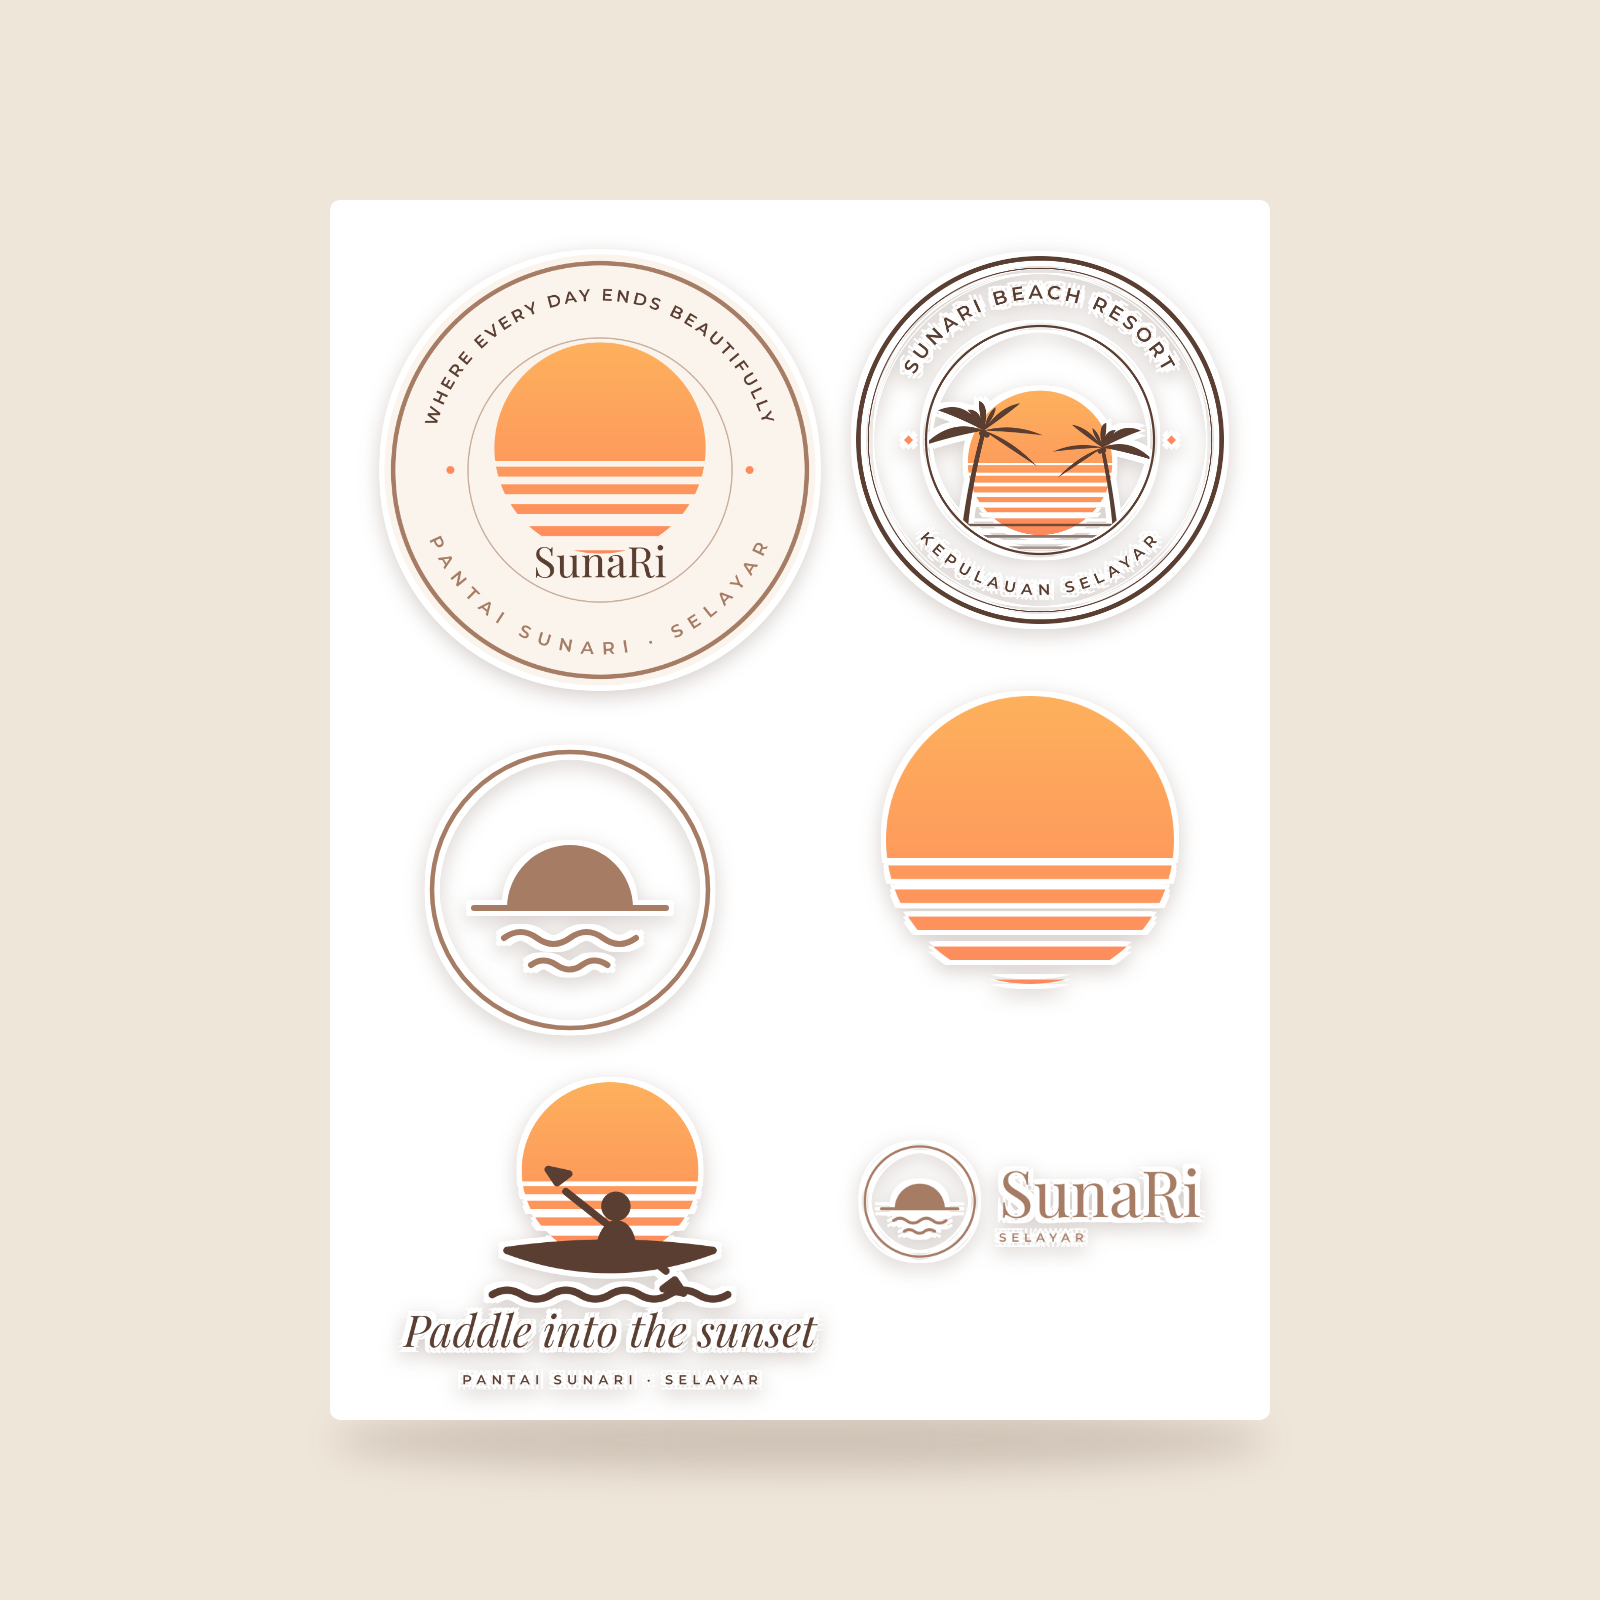 WHERE EVERY DAY ENDS BEAUTIFULLY
SunaRi
PANTAI SUNARI · SELAYAR
SUNARI BEACH RESORT
KEPULAUAN SELAYAR
Paddle into the sunset
PANTAI SUNARI · SELAYAR
SunaRi
SELAYAR